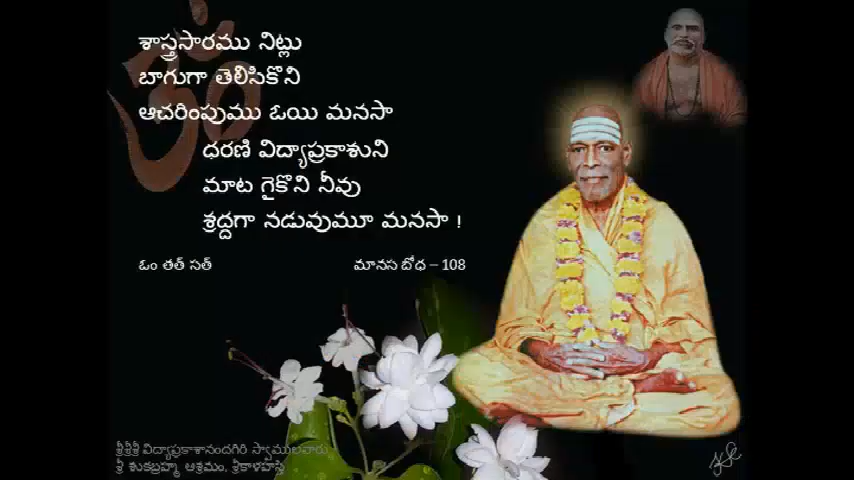 శాస్త్రసారము నిట్లు
బాగుగా తెలిసికొని
ఆచరింపుము ఓయి మనసా
ధరణి విద్యాప్రకాశుని
మాట గైకొని నీవు
శ్రద్దగా నడువుమూ మనసా !
ఓం తత్ సత్ మానస బోధ – 108
శ్రీశ్రీశ్రీ విద్యాప్రకాశానందగిరి స్వాములవారు
శ్రీ శుకబ్రహ్మ ఆశ్రమం, శ్రీకాళహస్తి